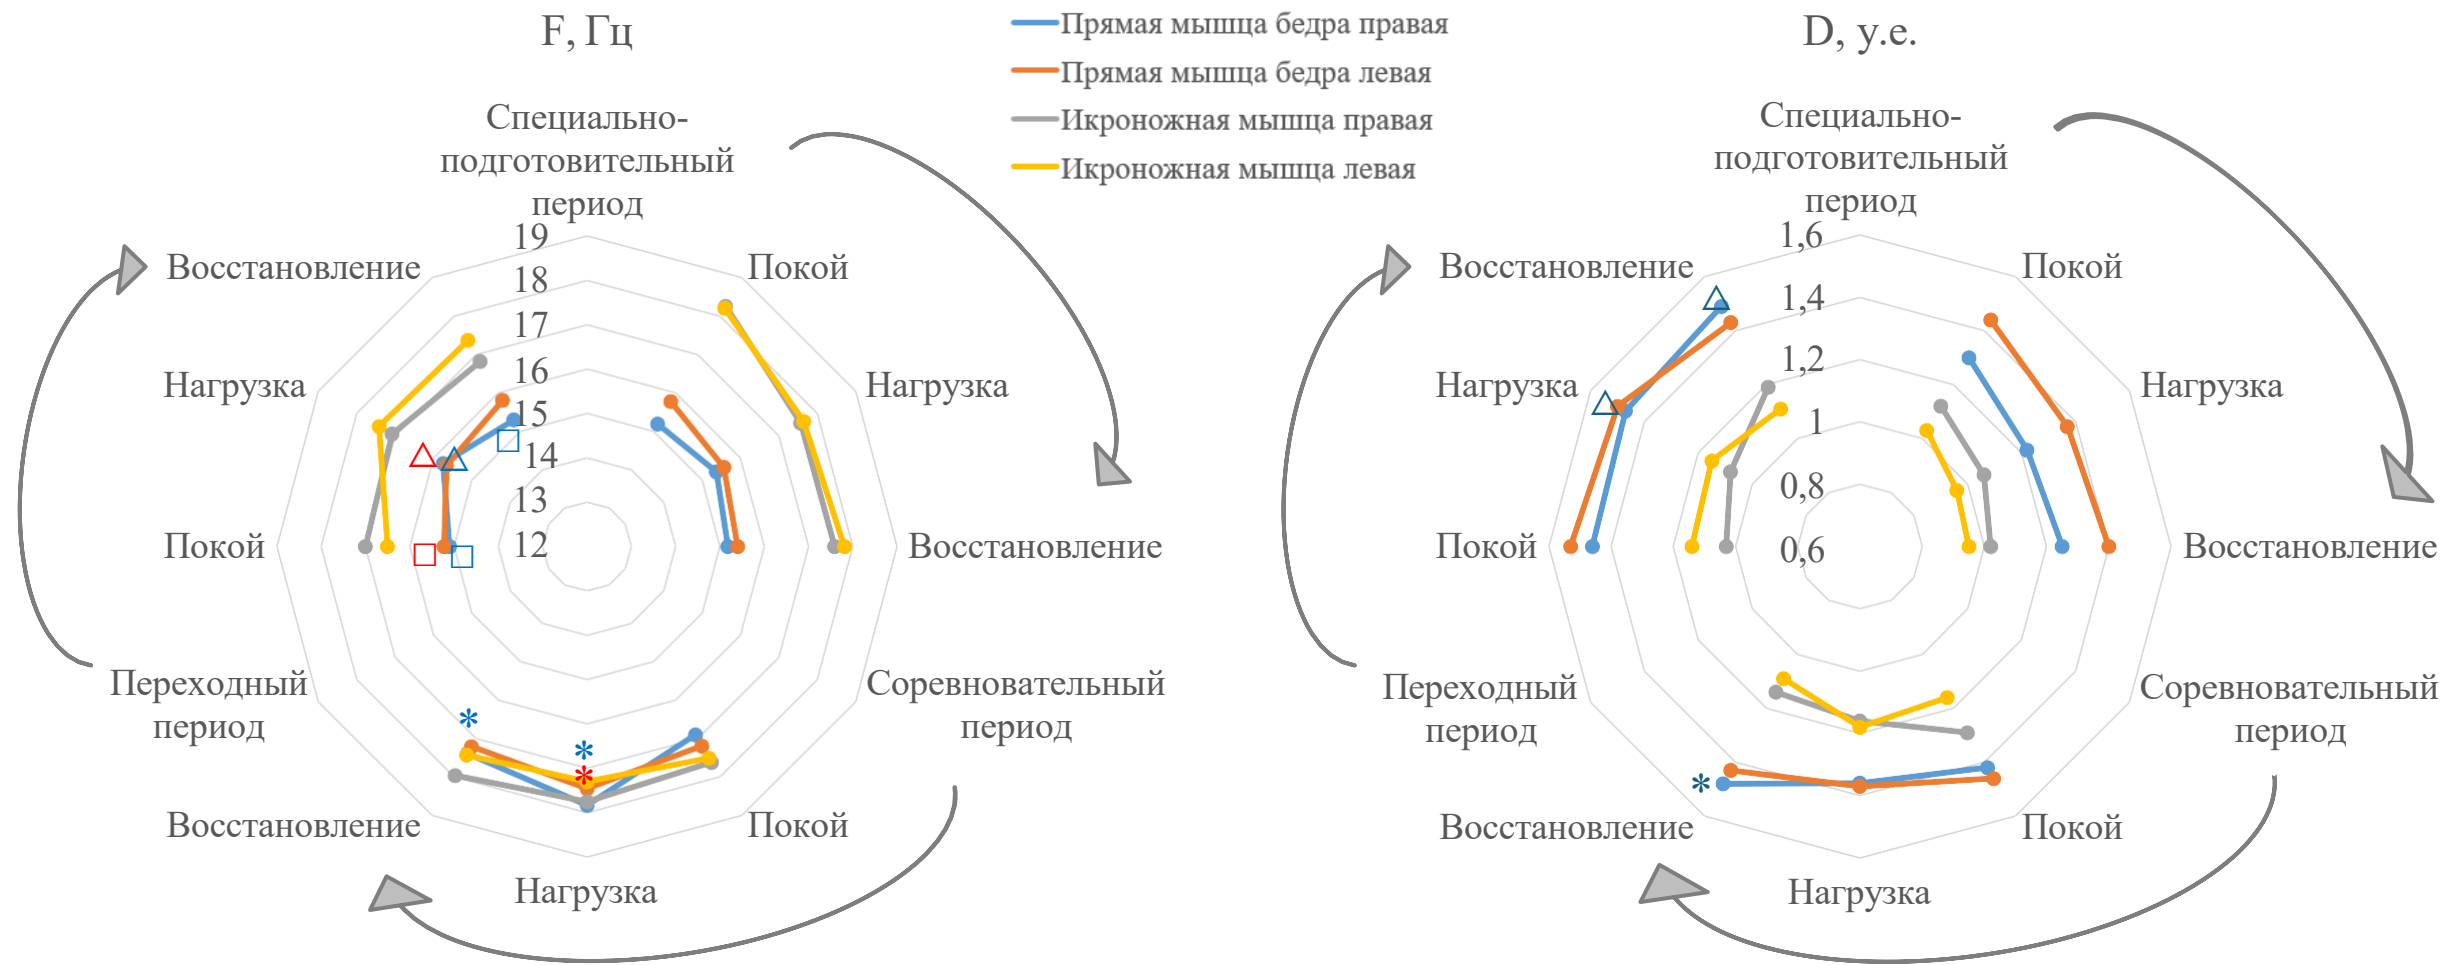 F, Гц
Специально-
подготовительный
период
19
18
17
16
15
14
13
12
Покой
Нагрузка
Восстановление
Соревновательный
период
Покой
Нагрузка
Восстановление
Переходный
период
Покой
Нагрузка
Восстановление
*
*
*
Прямая мышца бедра правая
Прямая мышца бедра левая
Икроножная мышца правая
Икроножная мышца левая
D, у.е.
Специально-
подготовительный
период
1,6
1,4
1,2
1
0,8
0,6
Покой
Нагрузка
Восстановление
Соревновательный
период
Покой
Нагрузка
Восстановление
Переходный
период
Покой
Нагрузка
Восстановление
*